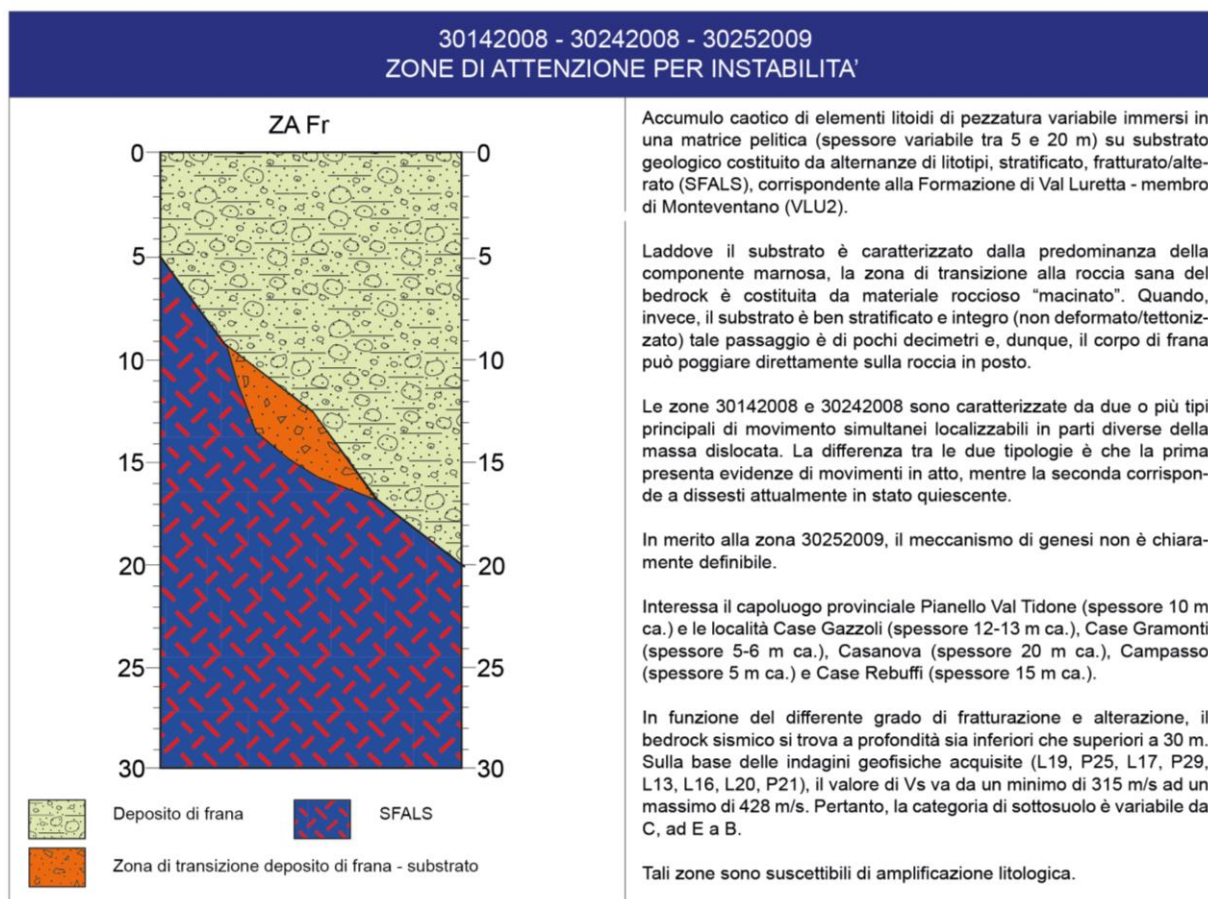 30142008 - 30242008 - 30252009
ZONE DI ATTENZIONE PER INSTABILITA'
ZA Fr
0
0
5
5
10
10
15
15
20
20
25
25
30
30
Deposito di frana
SFALS
Zona di transizione deposito di frana - substrato
Accumulo caotico di elementi litoidi di pezzatura variabile immersi in
una matrice pelitica (spessore variabile tra 5 e 20 m) su substrato
geologico costituito da alternanze di litotipi, stratificato, fratturato/alte-
rato (SFALS), corrispondente alla Formazione di Val Luretta - membro
di Monteventano (VLU2).
Laddove il substrato è caratterizzato dalla predominanza della
componente marnosa, la zona di transizione alla roccia sana del
bedrock è costituita da materiale roccioso “macinato”. Quando,
invece, il substrato è ben stratificato e integro (non deformato/tettoniz-
zato) tale passaggio è di pochi decimetri e, dunque, il corpo di frana
può poggiare direttamente sulla roccia in posto.
Le zone 30142008 e 30242008 sono caratterizzate da due o più tipi
principali di movimento simultanei localizzabili in parti diverse della
massa dislocata. La differenza tra le due tipologie è che la prima
presenta evidenze di movimenti in atto, mentre la seconda corrispon-
de a dissesti attualmente in stato quiescente.
In merito alla zona 30252009, il meccanismo di genesi non è chiara-
mente definibile.
Interessa il capoluogo provinciale Pianello Val Tidone (spessore 10 m
ca.) e le località Case Gazzoli (spessore 12-13 m ca.), Case Gramonti
(spessore 5-6 m ca.), Casanova (spessore 20 m ca.), Campasso
(spessore 5 m ca.) e Case Rebuffi (spessore 15 m ca.).
In funzione del differente grado di fratturazione e alterazione, il
bedrock sismico si trova a profondità sia inferiori che superiori a 30 m.
Sulla base delle indagini geofisiche acquisite (L19, P25, L17, P29,
L13, L16, L20, P21), il valore di Vs va da un minimo di 315 m/s ad un
massimo di 428 m/s. Pertanto, la categoria di sottosuolo è variabile da
C, ad E a B.
Tali zone sono suscettibili di amplificazione litologica.